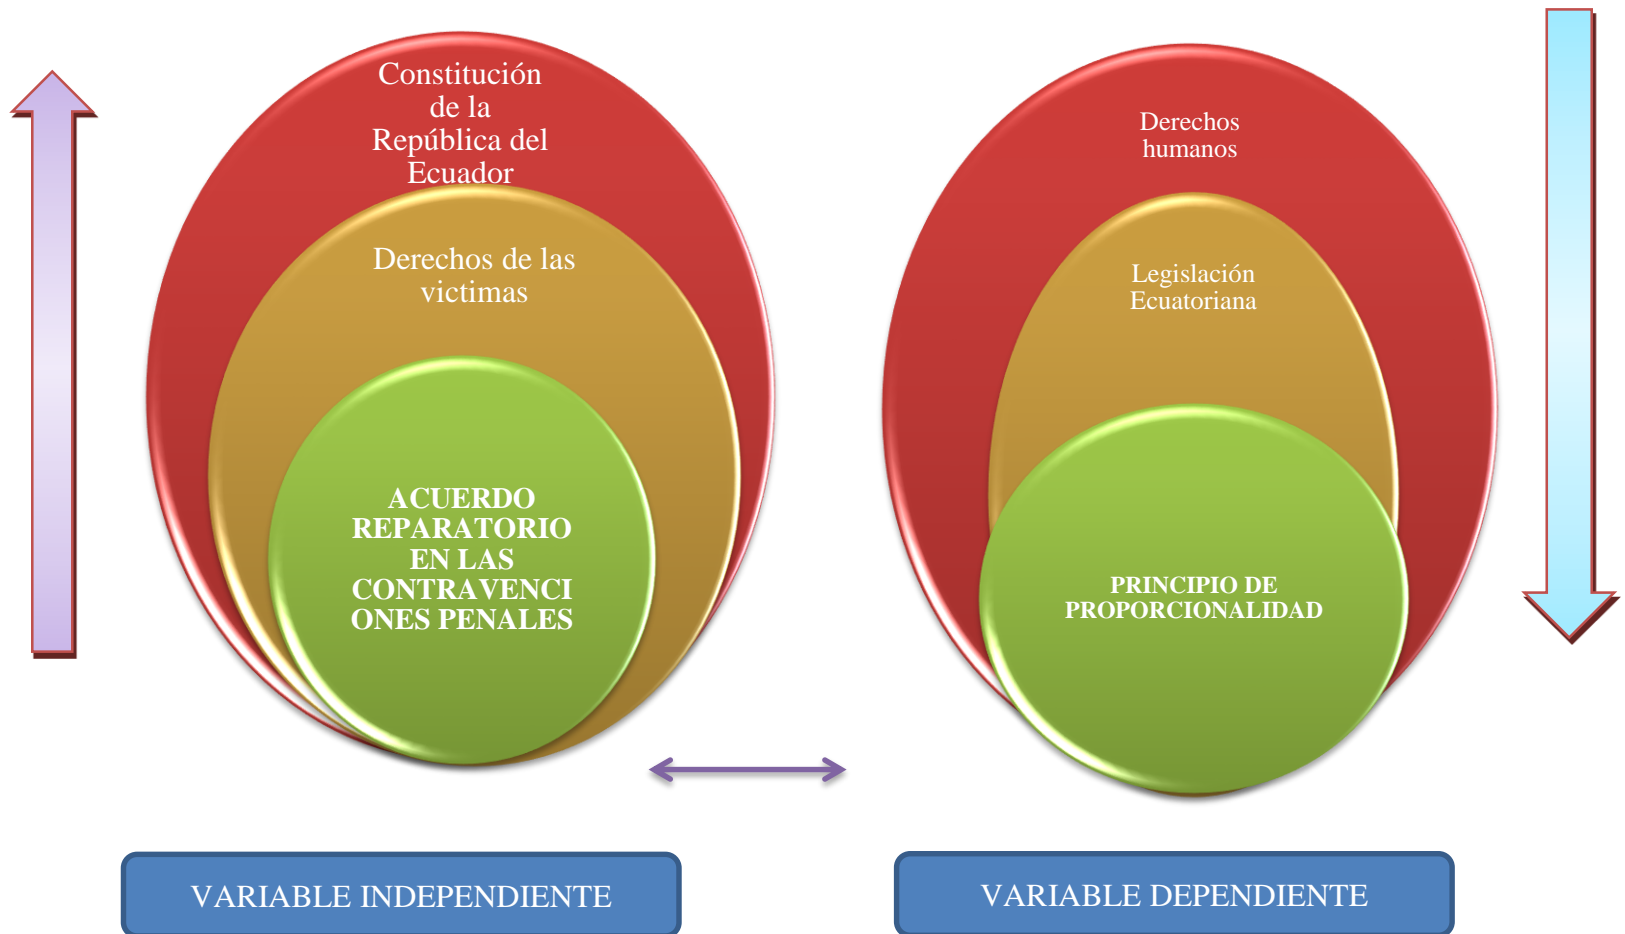 Constitución
de la
República del
Ecuador
Derechos de las
victimas
ACUERDO
REPARATORIO
EN LAS
CONTRAVENCI
ONES PENALES
VARIABLE INDEPENDIENTE
Derechos
humanos
Legislación
Ecuatoriana
PRINCIPIO DE
PROPORCIONALIDAD
VARIABLE DEPENDIENTE